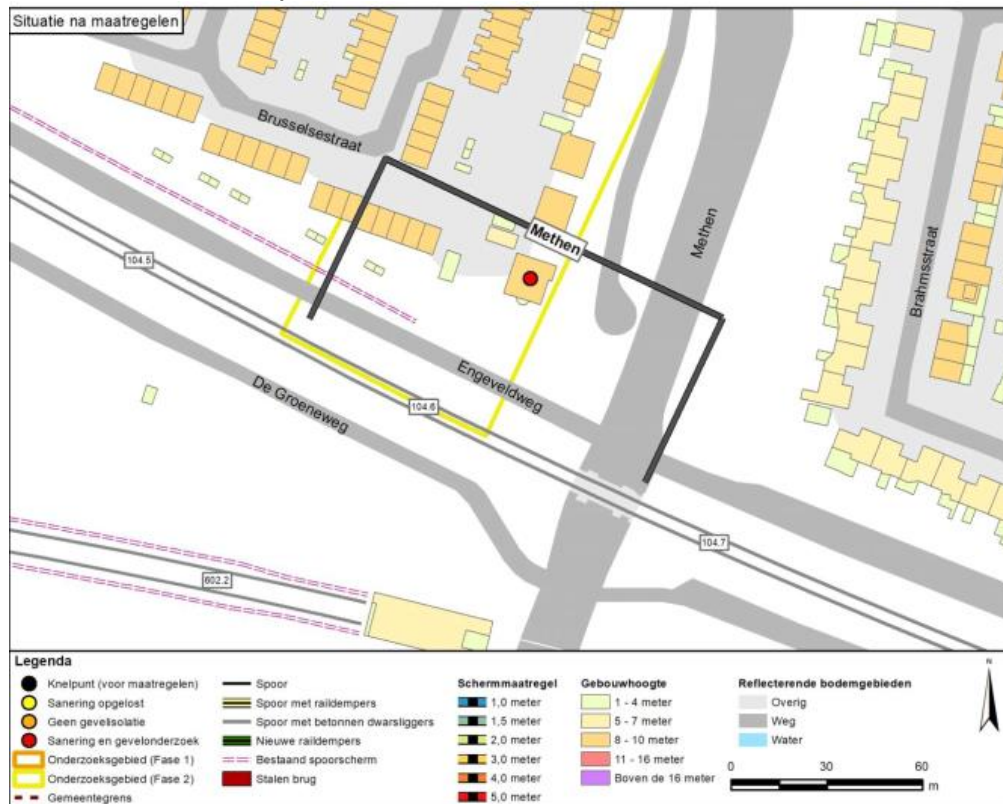 Situatie na maatregelen
Brusselsestraat
Methen
Methen
Brahmsstraat
104.5
Engeveldweg
De Groeneweg
104.6
104.7
602.2
Legenda
Knelpunt (voor maatregelen)
Sanering opgelost
Geen gevelisolatie
Sanering en gevelonderzoek
Onderzoeksgebied (Fase 1)
Onderzoeksgebied (Fase 2)
Gemeentegrens
Spoor
Spoor met raildempers
Spoor met betonnen dwarsliggers
Nieuwe raildempers
Bestaand spoorscherm
Stalen brug
Schermmaatregel
1,0 meter
1,5 meter
2,0 meter
3,0 meter
4,0 meter
5,0 meter
Gebouwhoogte
1 - 4 meter
5 - 7 meter
8 - 10 meter
11 - 16 meter
Boven de 16 meter
Reflecterende bodemgebieden
Overig
Weg
Water
N
0 30 60
m